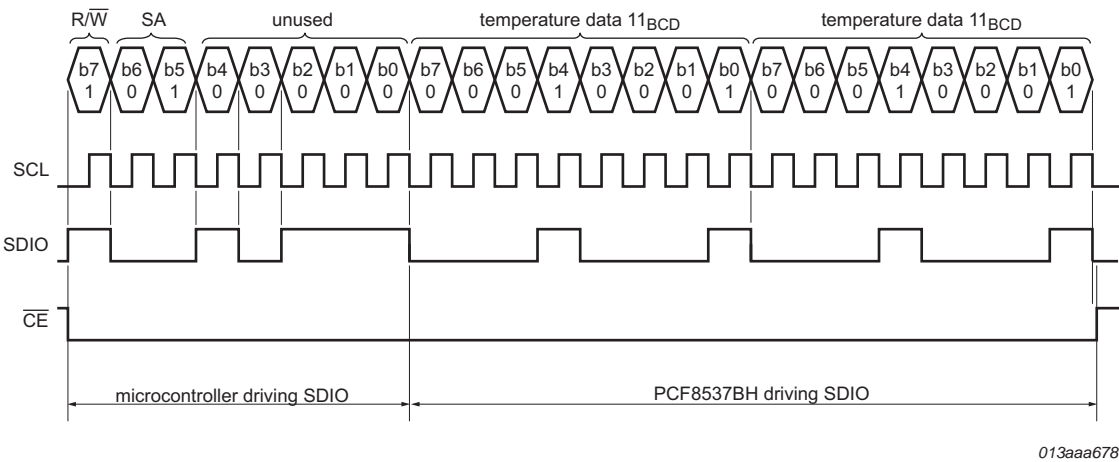 R/W SA unused temperature data 11BCD temperature data 11BCD
b7 b6 b5 b4 b3 b2 b1 b0 b7 b6 b5 b4 b3 b2 b1 b0 b7 b6 b5 b4 b3 b2 b1 b0
1 0 1 0 0 0 0 0 0 0 0 1 0 0 0 1 0 0 0 1 0 0 0 1
SCL
SDIO
CE
microcontroller driving SDIO PCF8537BH driving SDIO
013aaa678